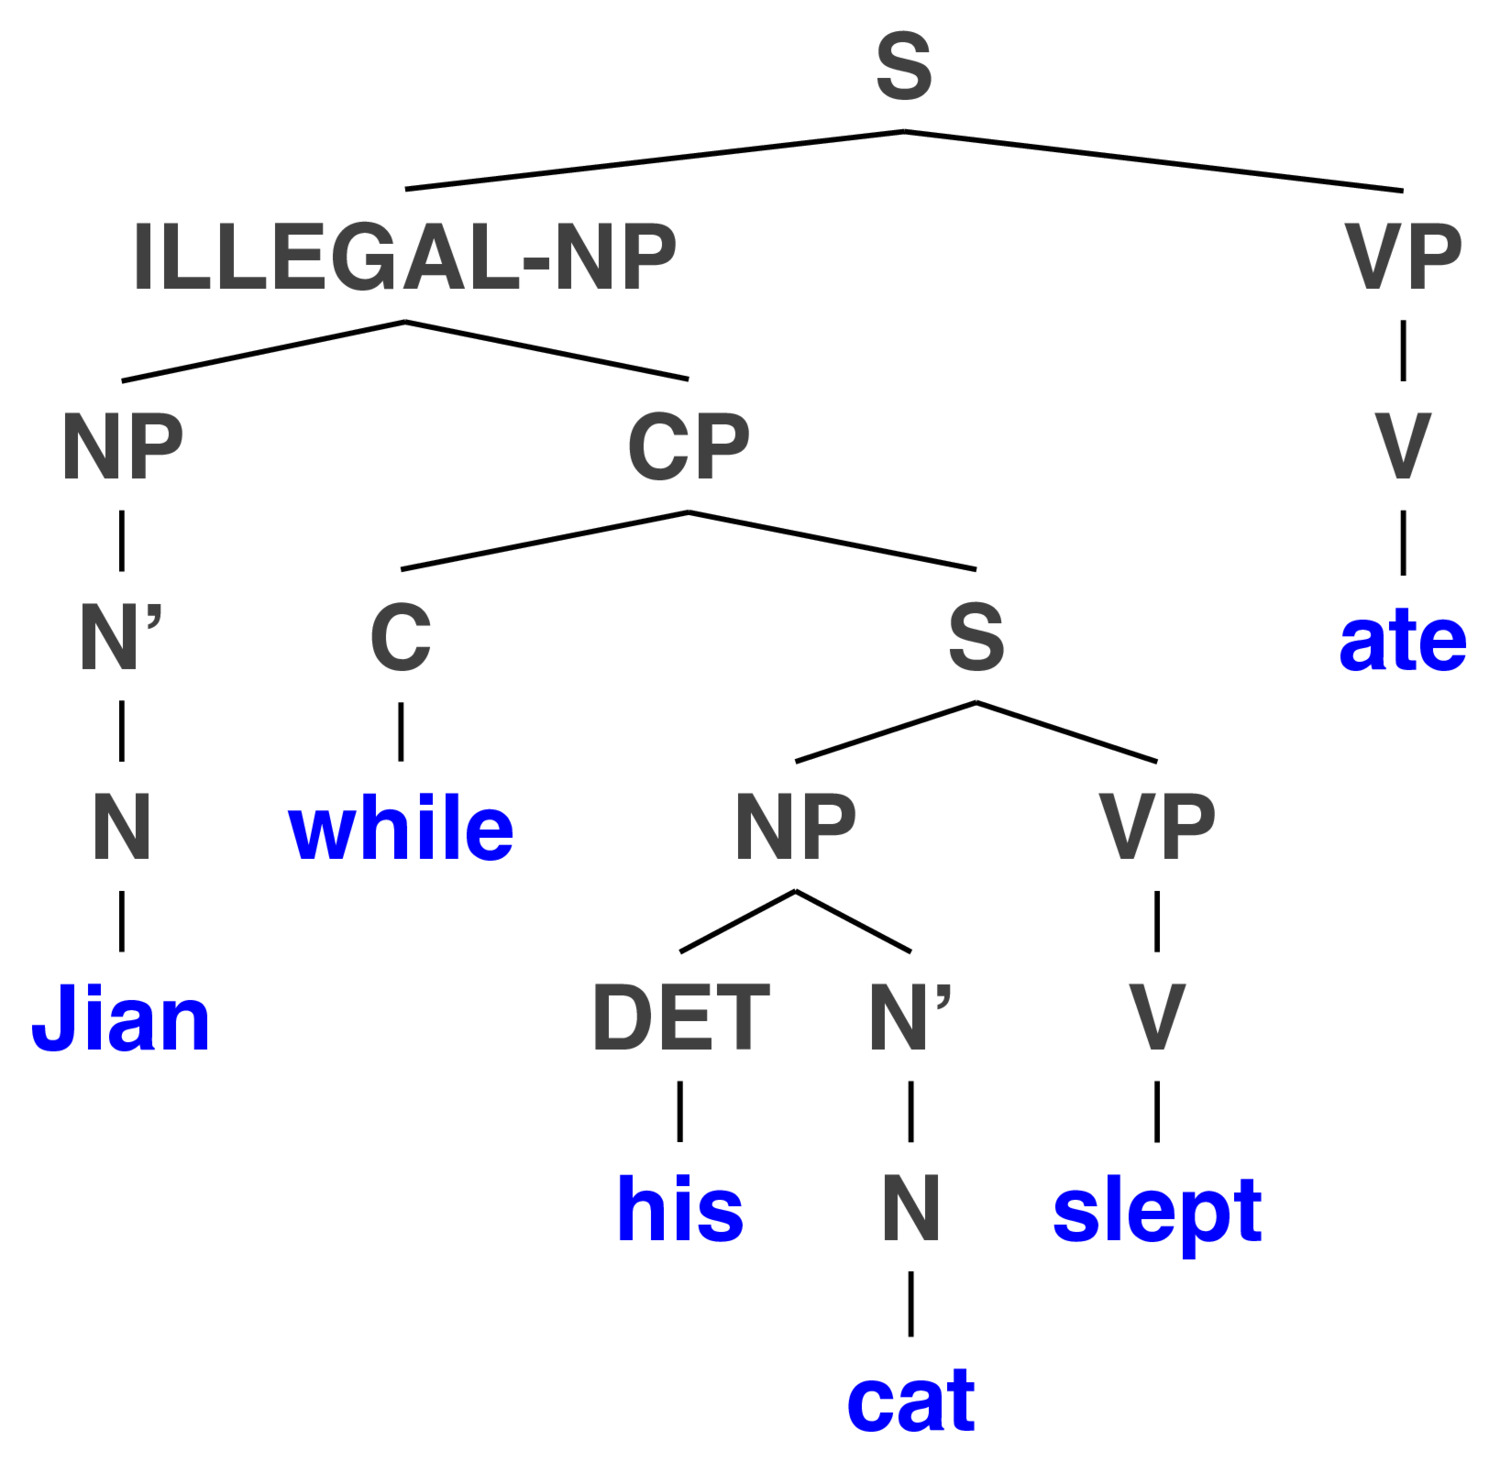 S
ILLEGAL-NP VP
NP CP V
N’ C S ate
N while NP VP
Jian DET N’ V
his N slept
cat